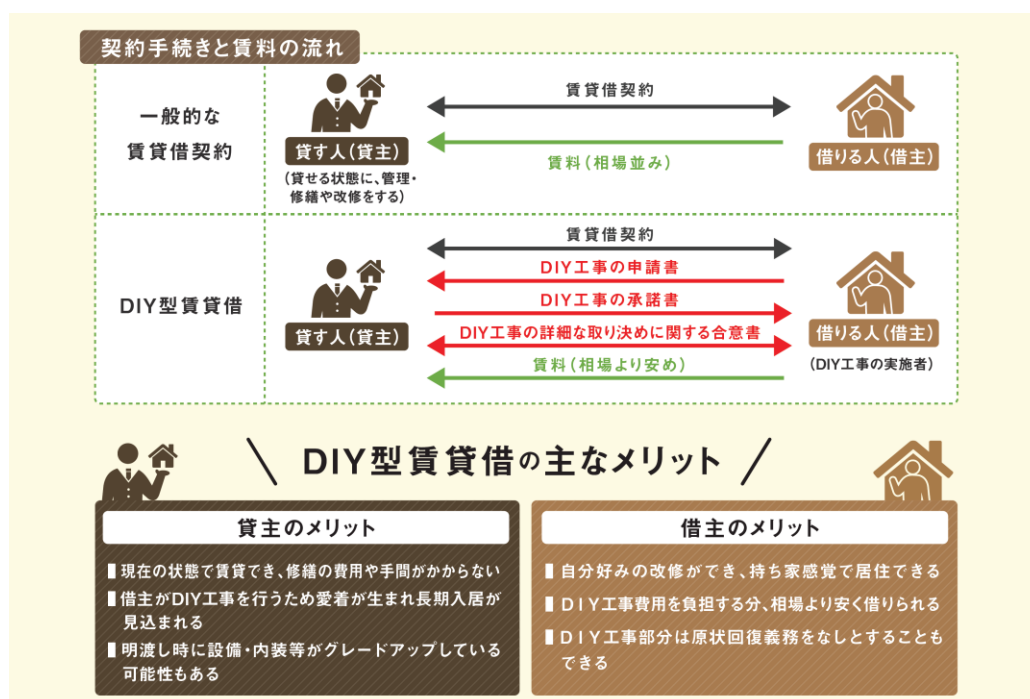 契約手続きと賃料の流れ
一般的な
賃貸借契約
貸す人(貸主)
(貸せる状態に、管理・
修繕や改修をする)
賃貸借契約
賃料(相場並み)
借りる人(借主)
DIY型賃貸借
貸す人(貸主)
賃貸借契約
DIY工事の申請書
DIY工事の承諾書
DIY工事の詳細な取り決めに関する合意書
賃料(相場より安め)
借りる人(借主)
(DIY工事の実施者)
DIY型賃貸借の主なメリット
貸主のメリット
現在の状態で賃貸でき、修繕の費用や手間がかからない
借主がDIY工事を行うため愛着が生まれ長期入居が
見込まれる
明渡し時に設備・内装等がグレードアップしている
可能性もある
借主のメリット
自分好みの改修ができ、持ち家感覚で居住できる
DIY工事費用を負担する分、相場より安く借りられる
DIY工事部分は原状回復義務をなしとすることも
できる